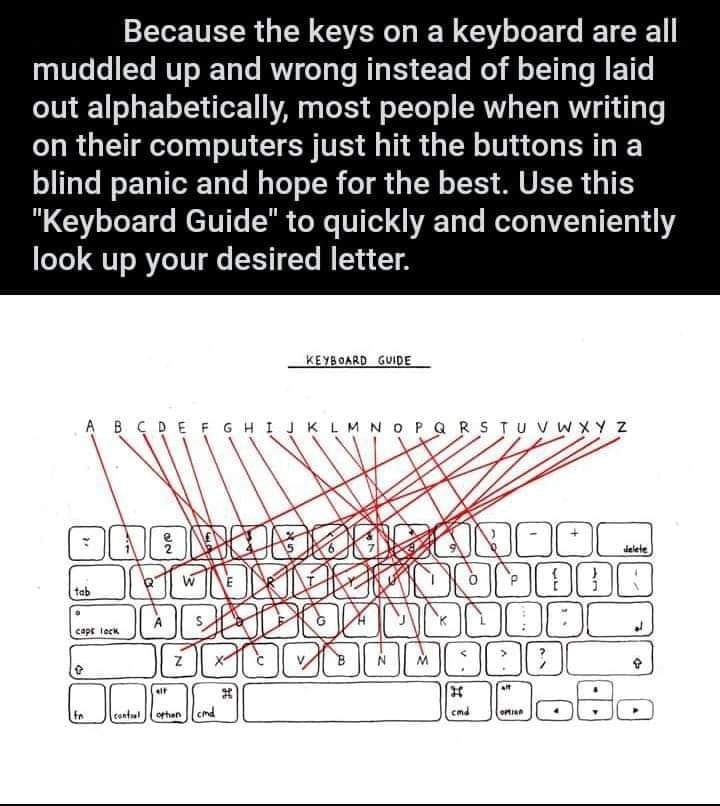 Because the keys on a keyboard are all
muddled up and wrong instead of being laid
out alphabetically, most people when writing
on their computers just hit the buttons in a
blind panic and hope for the best. Use this
"Keyboard Guide" to quickly and conveniently
look up your desired letter.
KEYBOARD GUIDE
A B C D E F G H I J K L M N O P Q R S T U V W X Y Z
~ ! 1 @ 2 £ 3 $ 4 % 5 ^ 6 & 7 * 8 9 ) 0 - + delete
tab Q W E R T Y U I O P { [ } ] | \
caps lock A S D F G H J K L : ; " '
Z X C V B N M < , > . ? /
fn control alt option cmd ⌘ ⌘ cmd alt option